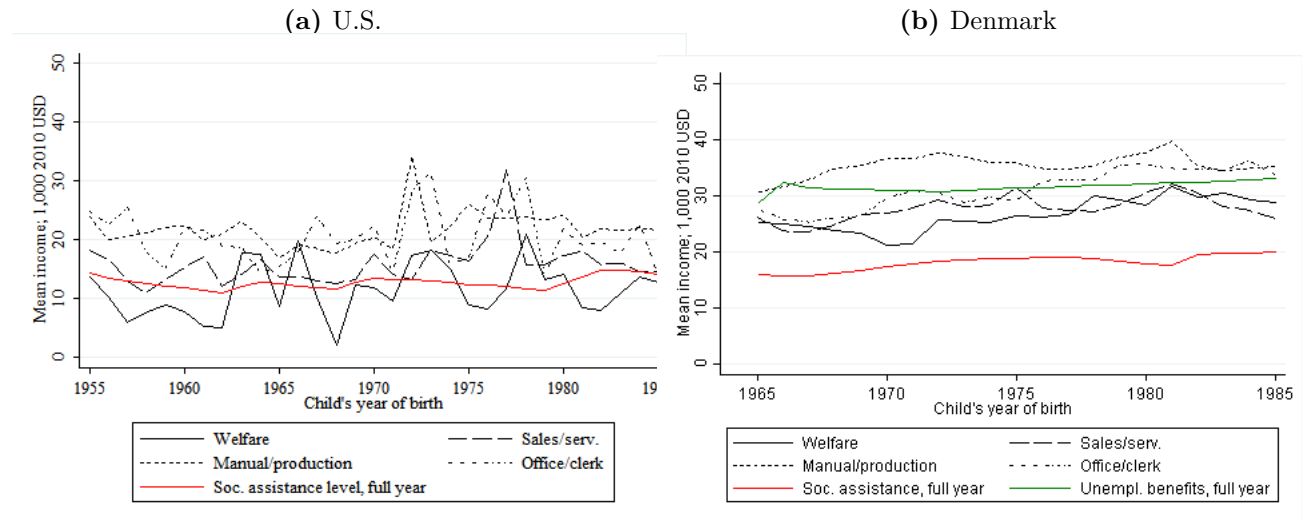 (a) U.S.
Mean income; 1,000 2010 USD
50
40
30
20
10
0
1955 1960 1965 1970 1975 1980 19
Child's year of birth
Welfare Sales/serv.
Manual/production Office/clerk
Soc. assistance level, full year
(b) Denmark
Mean income; 1,000 2010 USD
50
40
30
20
10
0
1965 1970 1975 1980 1985
Child's year of birth
Welfare Sales/serv.
Manual/production Office/clerk
Soc. assistance, full year Unempl. benefits, full year